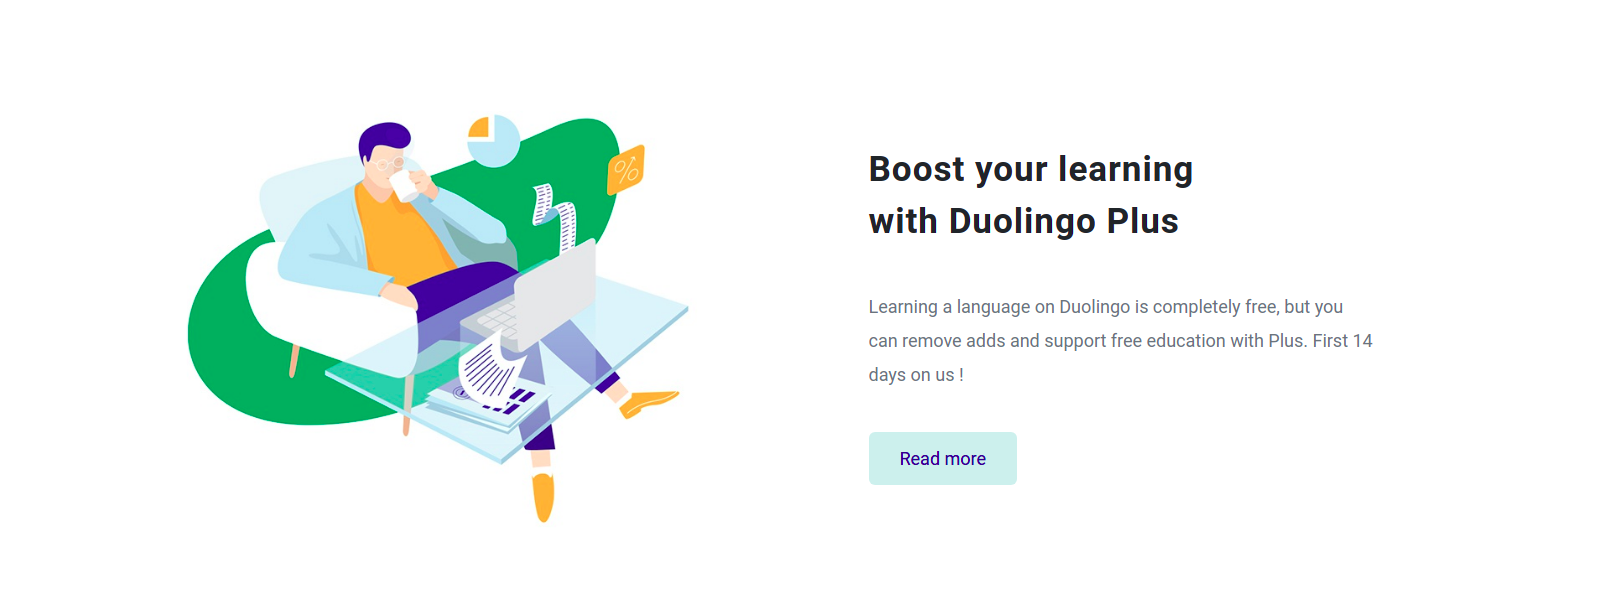 Boost your learning
with Duolingo Plus
Learning a language on Duolingo is completely free, but you
can remove adds and support free education with Plus. First 14
days on us !
Read more
%